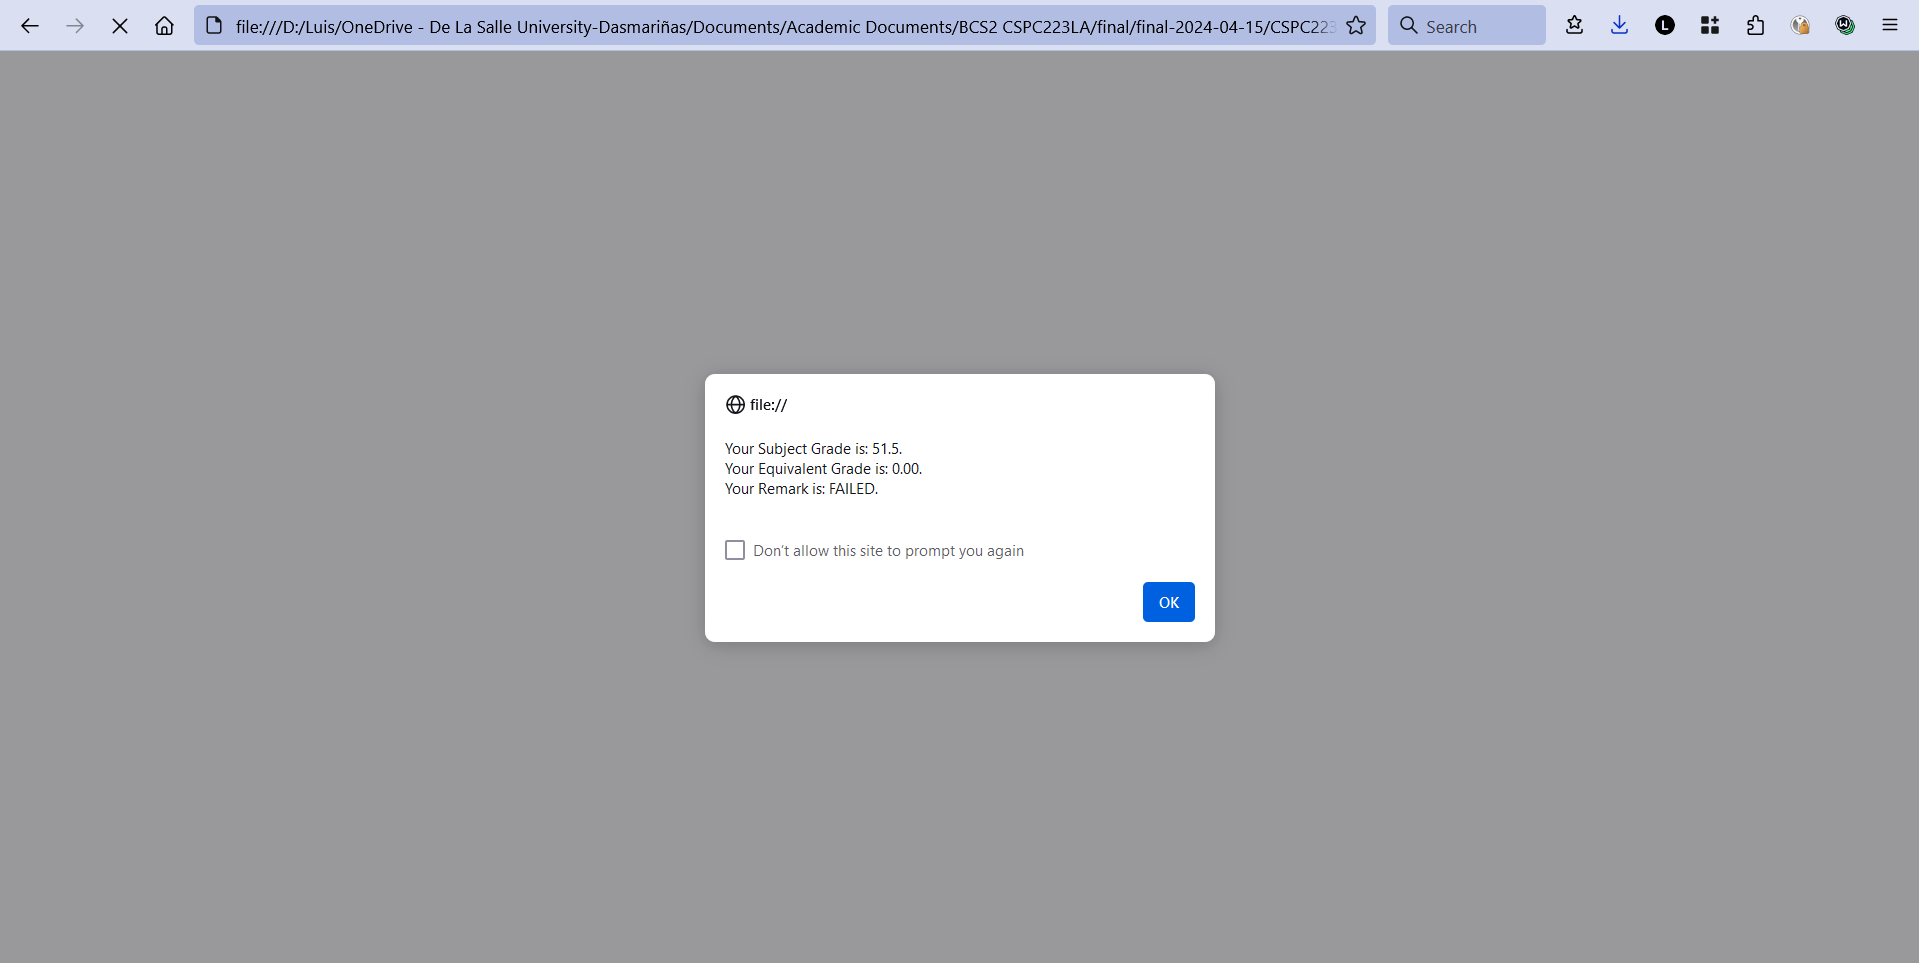 file:///D:/Luis/OneDrive - De La Salle University-Dasmariñas/Documents/Academic Documents/BCS2 CSPC223LA/final/final-2024-04-15/CSPC223
Search
L
W
file://
Your Subject Grade is: 51.5.
Your Equivalent Grade is: 0.00.
Your Remark is: FAILED.
Don't allow this site to prompt you again
OK